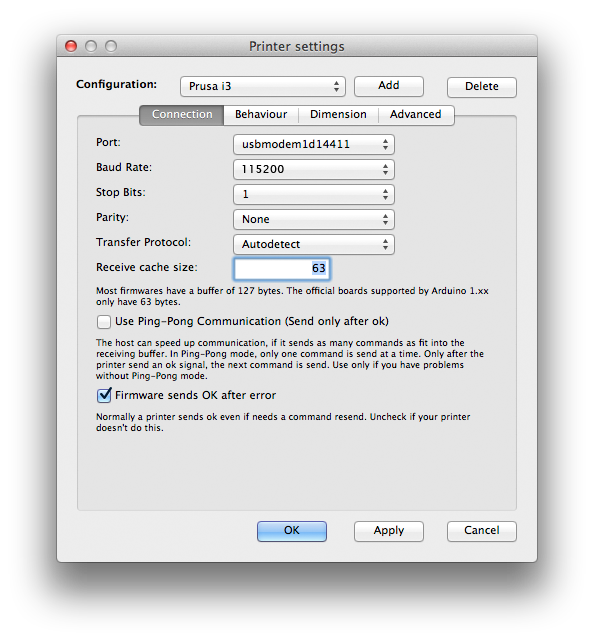 Printer settings
Configuration: Prusa i3 Add Delete
Connection Behaviour Dimension Advanced
Port: usbmodem1d14411
Baud Rate: 115200
Stop Bits: 1
Parity: None
Transfer Protocol: Autodetect
Receive cache size: 63
Most firmwares have a buffer of 127 bytes. The official boards supported by Arduino 1.xx
only have 63 bytes.
Use Ping-Pong Communication (Send only after ok)
The host can speed up communication, if it sends as many commands as fit into the
receiving buffer. In Ping-Pong mode, only one command is send at a time. Only after the
printer send an ok signal, the next command is send. Use only if you have problems
without Ping-Pong mode.
Firmware sends OK after error
Normally a printer sends ok even if needs a command resend. Uncheck if your printer
doesn't do this.
OK Apply Cancel